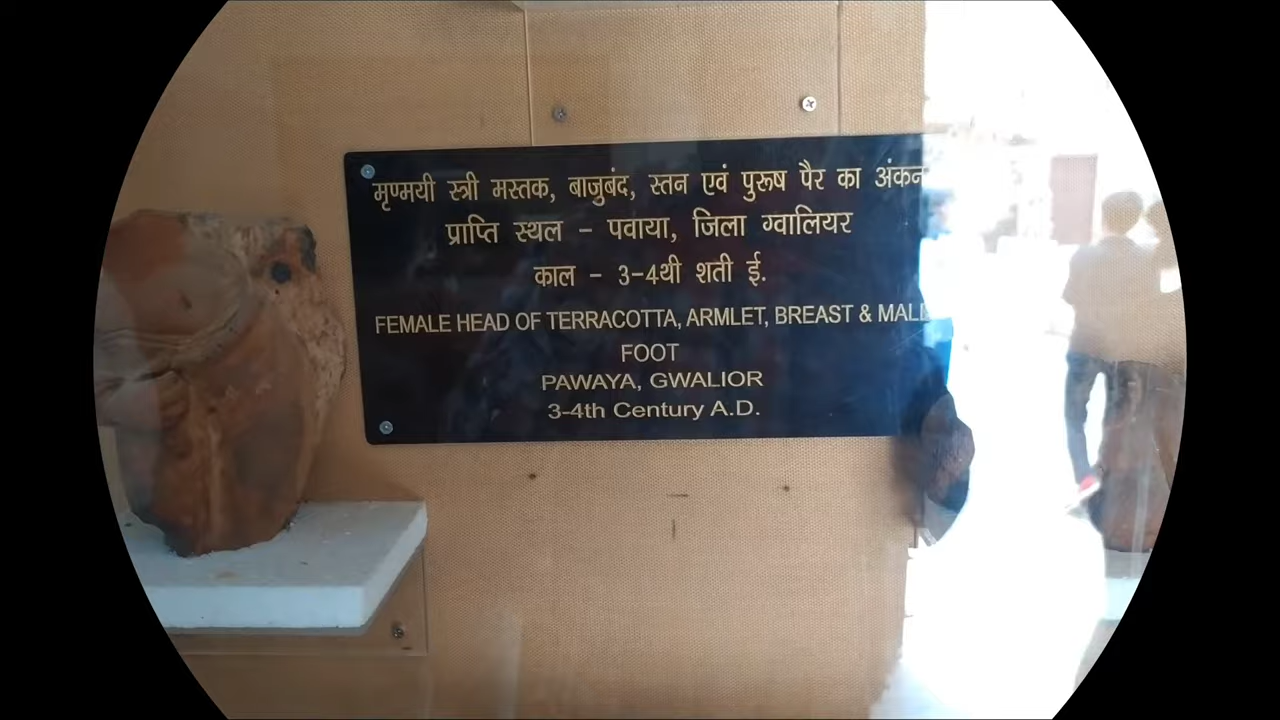 मृण्मयी स्त्री मस्तक, बाजुबंद, स्तन एवं पुरूष पैर का अंकन
प्राप्ति स्थल – पवाया, जिला ग्वालियर
काल – 3-4थी शती ई.
FEMALE HEAD OF TERRACOTTA, ARMLET, BREAST & MALE
FOOT
PAWAYA, GWALIOR
3-4th Century A.D.